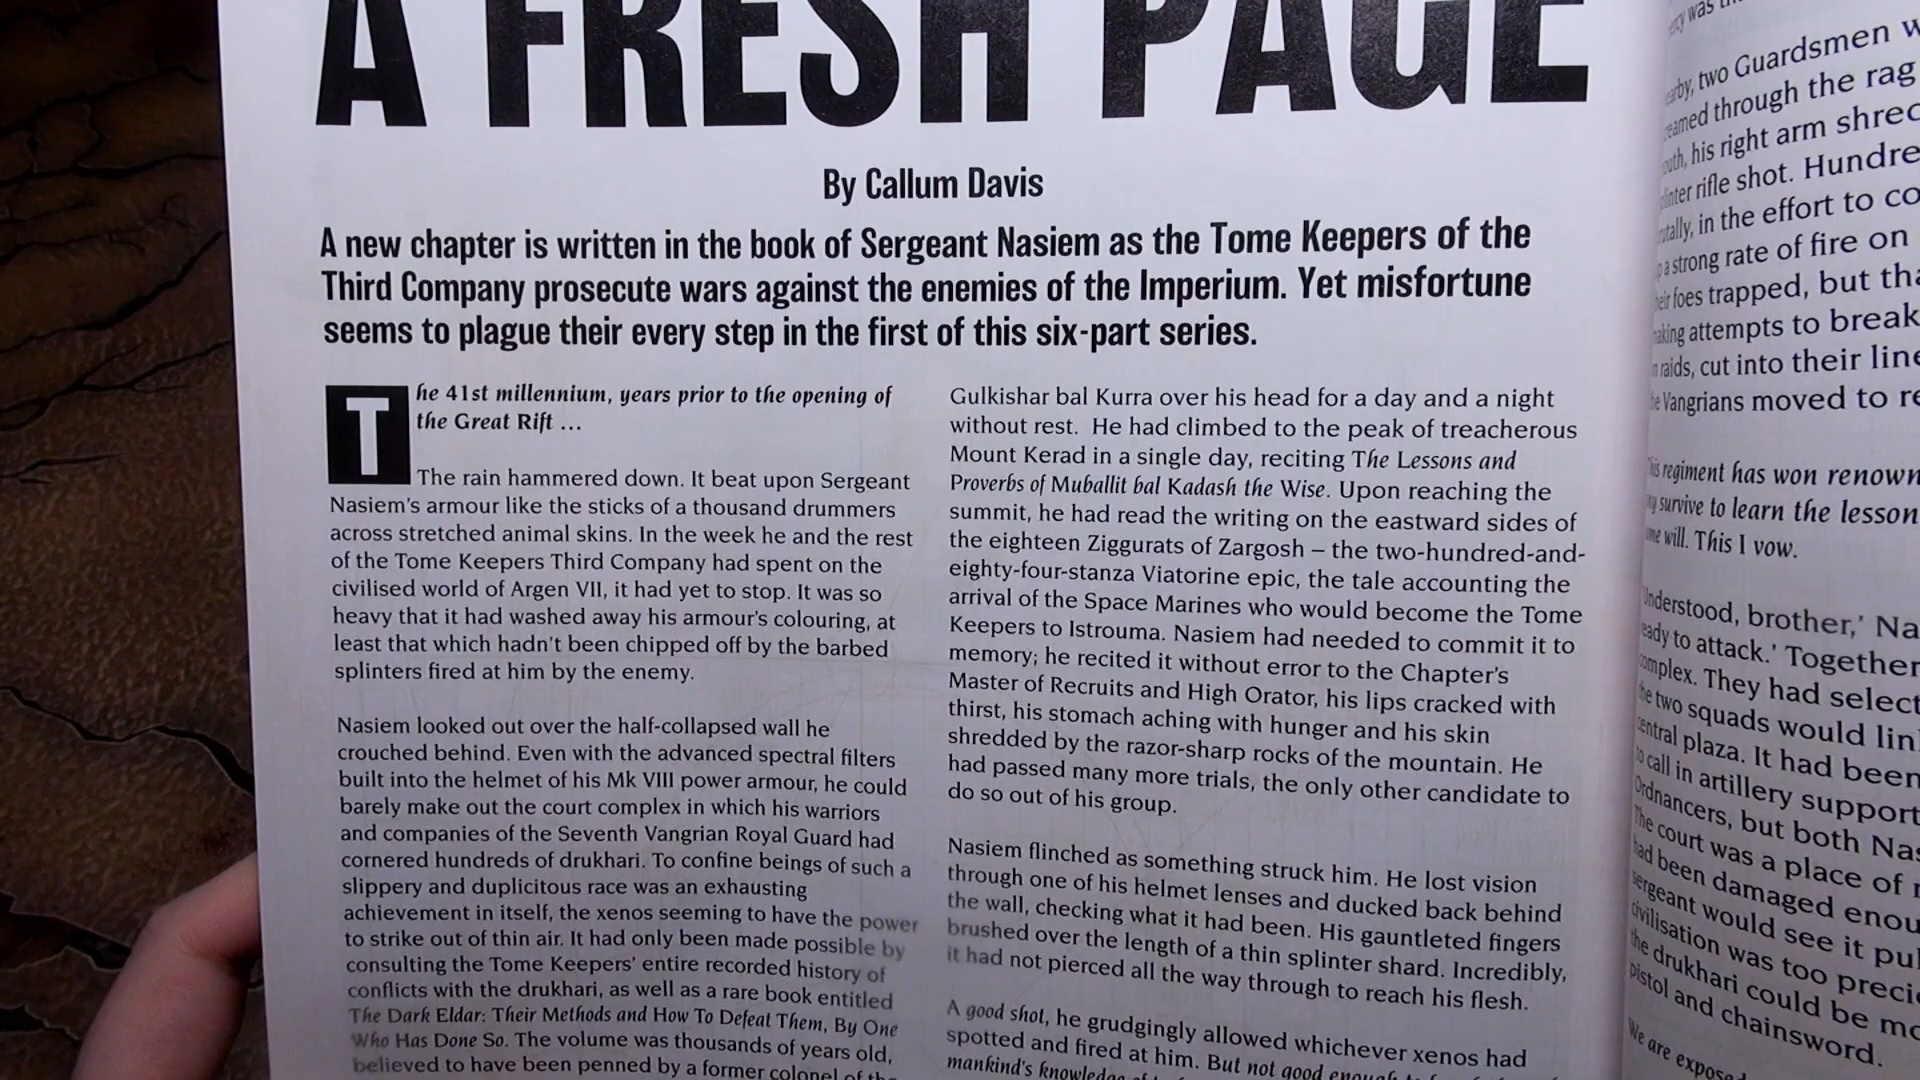 A FRESH PAGE
By Callum Davis
A new chapter is written in the book of Sergeant Nasiem as the Tome Keepers of the
Third Company prosecute wars against the enemies of the Imperium. Yet misfortune
seems to plague their every step in the first of this six-part series.
The 41st millennium, years prior to the opening of
the Great Rift …
The rain hammered down. It beat upon Sergeant
Nasiem's armour like the sticks of a thousand drummers
across stretched animal skins. In the week he and the rest
of the Tome Keepers Third Company had spent on the
civilised world of Argen VII, it had yet to stop. It was so
heavy that it had washed away his armour's colouring, at
least that which hadn't been chipped off by the barbed
splinters fired at him by the enemy.
Nasiem looked out over the half-collapsed wall he
crouched behind. Even with the advanced spectral filters
built into the helmet of his Mk VIII power armour, he could
barely make out the court complex in which his warriors
and companies of the Seventh Vangrian Royal Guard had
cornered hundreds of drukhari. To confine beings of such a
slippery and duplicitous race was an exhausting
achievement in itself, the xenos seeming to have the power
to strike out of thin air. It had only been made possible by
consulting the Tome Keepers' entire recorded history of
conflicts with the drukhari, as well as a rare book entitled
The Dark Eldar: Their Methods and How To Defeat Them, By One
Who Has Done So. The volume was thousands of years old,
believed to have been penned by a former colonel of the
Gulkishar bal Kurra over his head for a day and a night
without rest. He had climbed to the peak of treacherous
Mount Kerad in a single day, reciting The Lessons and
Proverbs of Muballit bal Kadash the Wise. Upon reaching the
summit, he had read the writing on the eastward sides of
the eighteen Ziggurats of Zargosh – the two-hundred-and-
eighty-four-stanza Viatorine epic, the tale accounting the
arrival of the Space Marines who would become the Tome
Keepers to Istrouma. Nasiem had needed to commit it to
memory; he recited it without error to the Chapter's
Master of Recruits and High Orator, his lips cracked with
thirst, his stomach aching with hunger and his skin
shredded by the razor-sharp rocks of the mountain. He
had passed many more trials, the only other candidate to
do so out of his group.
Nasiem flinched as something struck him. He lost vision
through one of his helmet lenses and ducked back behind
the wall, checking what it had been. His gauntleted fingers
brushed over the length of a thin splinter shard. Incredibly,
it had not pierced all the way through to reach his flesh.
A good shot, he grudgingly allowed whichever xenos had
spotted and fired at him. But not good enough
mankind's knowledge
was
two Guardsmen
through the rag
his right arm shred
rifle shot. Hundre
in the effort to co
a strong rate of fire on
foes trapped, but tha
attempts to break
raids, cut into their line
Vangrians moved to re
regiment has won renown
survive to learn the lesson
will. This I vow.
'Understood, brother,' Na
to attack.' Together
They had select
the two squads would lin
central plaza. It had been
to call in artillery support
Ordnancers, but both Nas
The court was a place of
had been damaged enou
sergeant would see it pul
civilisation was too preci
the drukhari could be mo
pistol and chainsword.
We are exposed